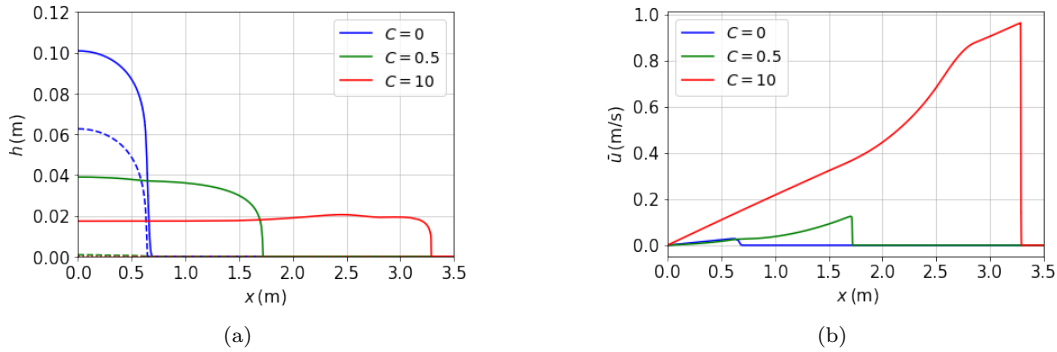 0.12
0.10
0.08
0.06
0.04
0.02
0.00
h (m)
C = 0
C = 0.5
C = 10
0.0 0.5 1.0 1.5 2.0 2.5 3.0 3.5
x (m)
(a)
1.0
0.8
0.6
0.4
0.2
0.0
ū (m/s)
C = 0
C = 0.5
C = 10
0.0 0.5 1.0 1.5 2.0 2.5 3.0 3.5
x (m)
(b)